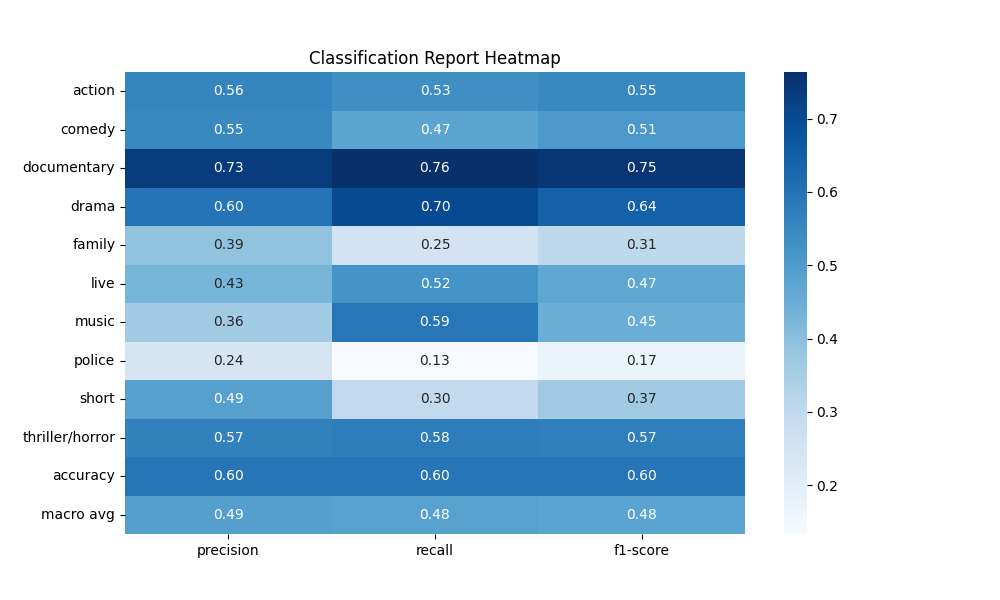 Classification Report Heatmap
action 0.56 0.53 0.55
comedy 0.55 0.47 0.51
documentary 0.73 0.76 0.75
drama 0.60 0.70 0.64
family 0.39 0.25 0.31
live 0.43 0.52 0.47
music 0.36 0.59 0.45
police 0.24 0.13 0.17
short 0.49 0.30 0.37
thriller/horror 0.57 0.58 0.57
accuracy 0.60 0.60 0.60
macro avg 0.49 0.48 0.48
precision recall f1-score
0.7
0.6
0.5
0.4
0.3
0.2